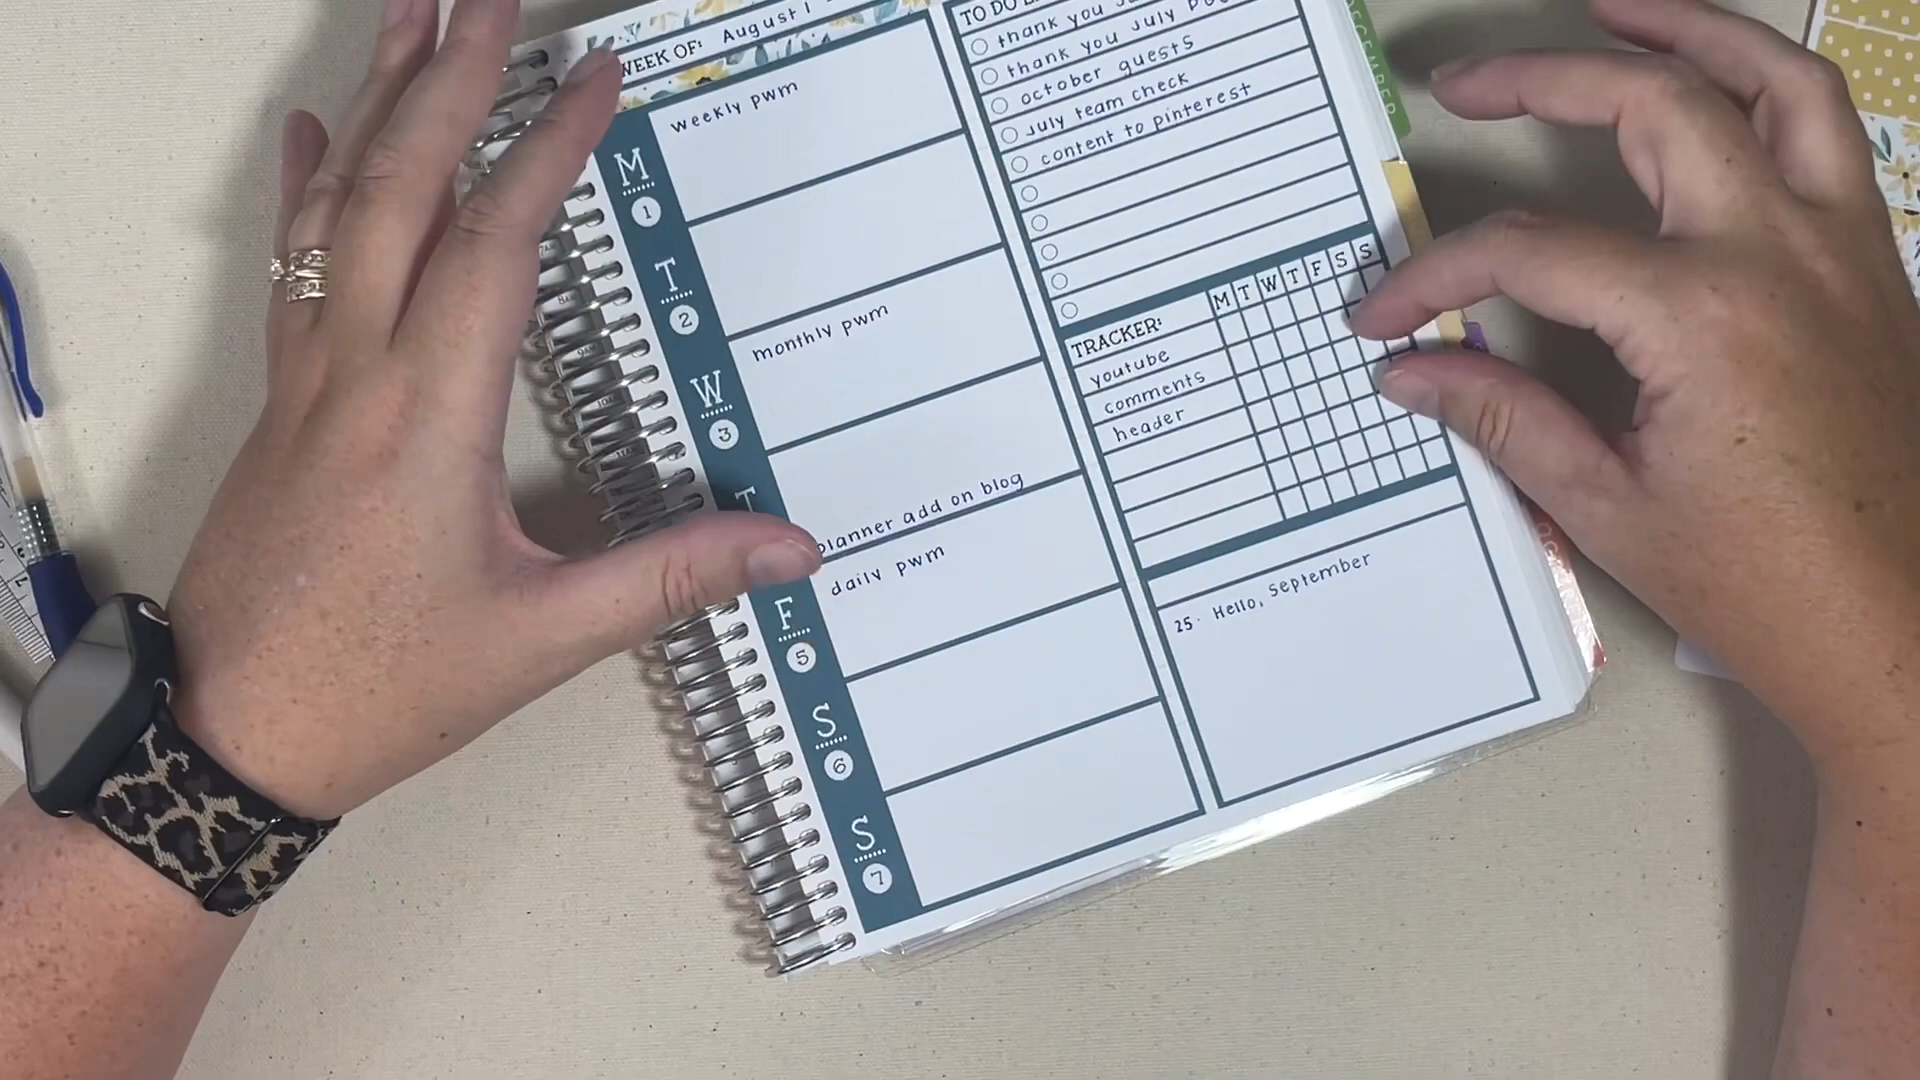 WEEK OF: August 1
M
1
weekly pwm
T
2
W
3
monthly pwm
T
planner add on blog
F
5
daily pwm
S
6
S
7
TO DO
thank you
thank you July
october guests
July team check
content to pinterest
TRACKER: M T W T F S S
youtube
comments
header
25. Hello, September
DECEMBER